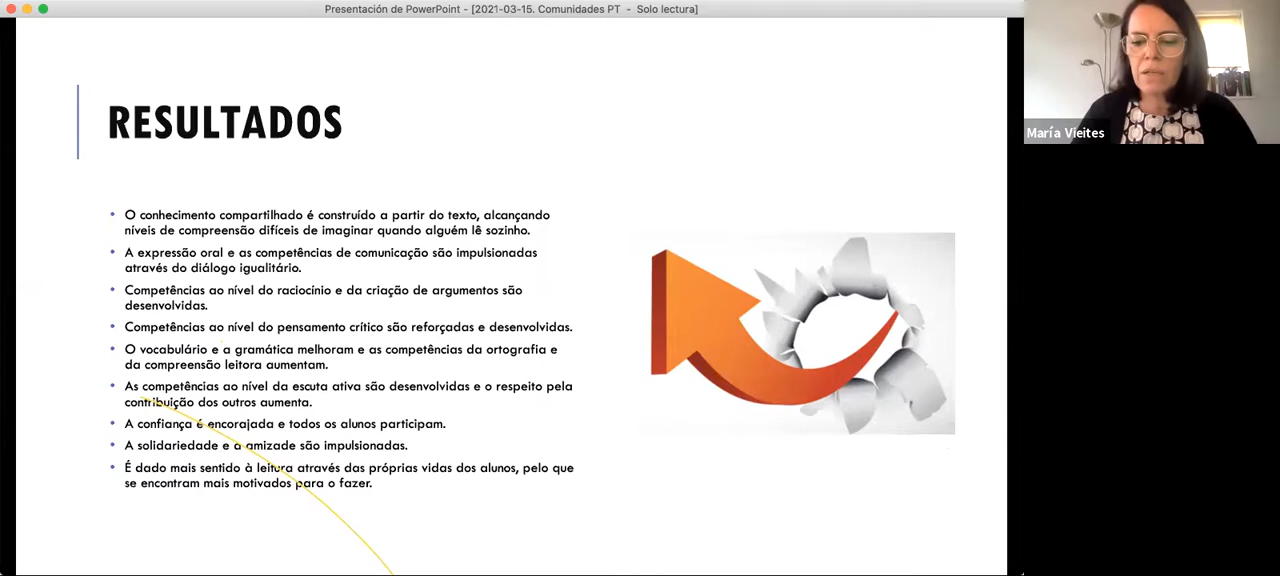 Presentación de PowerPoint - [2021-03-15. Comunidades PT - Solo lectura]
RESULTADOS
• O conhecimento compartilhado é construído a partir do texto, alcançando
níveis de compreensão difíceis de imaginar quando alguém lê sozinho.
• A expressão oral e as competências de comunicação são impulsionadas
através do diálogo igualitário.
• Competências ao nível do raciocínio e da criação de argumentos são
desenvolvidas.
• Competências ao nível do pensamento crítico são reforçadas e desenvolvidas.
• O vocabulário e a gramática melhoram e as competências da ortografia e
da compreensão leitora aumentam.
• As competências ao nível da escuta ativa são desenvolvidas e o respeito pela
contribuição dos outros aumenta.
• A confiança é encorajada e todos os alunos participam.
• A solidariedade e a amizade são impulsionadas.
• É dado mais sentido à leitura através das próprias vidas dos alunos, pelo que
se encontram mais motivados para o fazer.
María Vieites